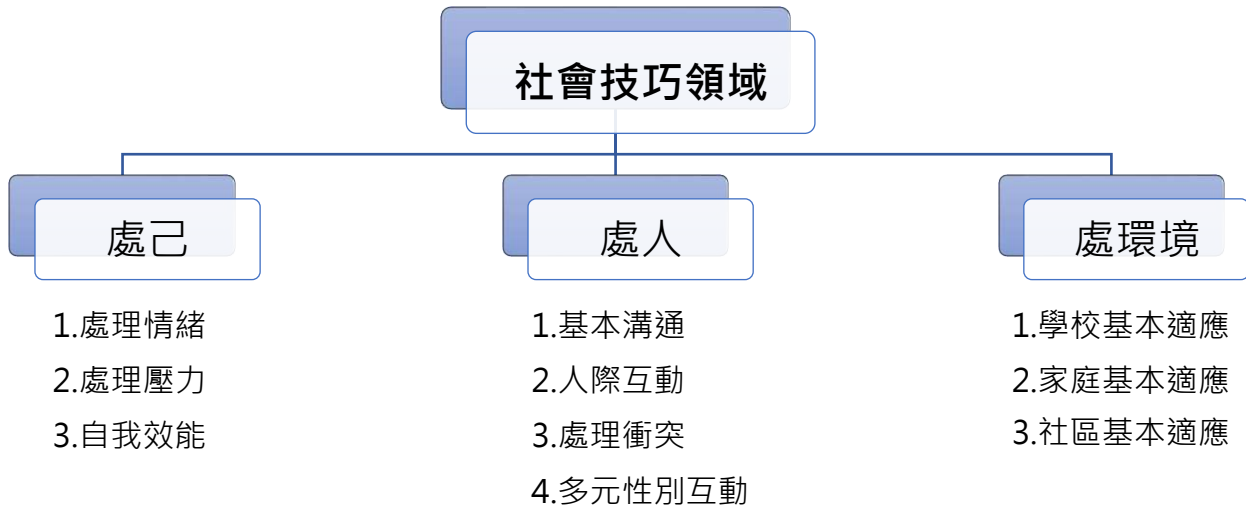 社會技巧領域
處己
1.處理情緒
2.處理壓力
3.自我效能
處人
1.基本溝通
2.人際互動
3.處理衝突
4.多元性別互動
處環境
1.學校基本適應
2.家庭基本適應
3.社區基本適應